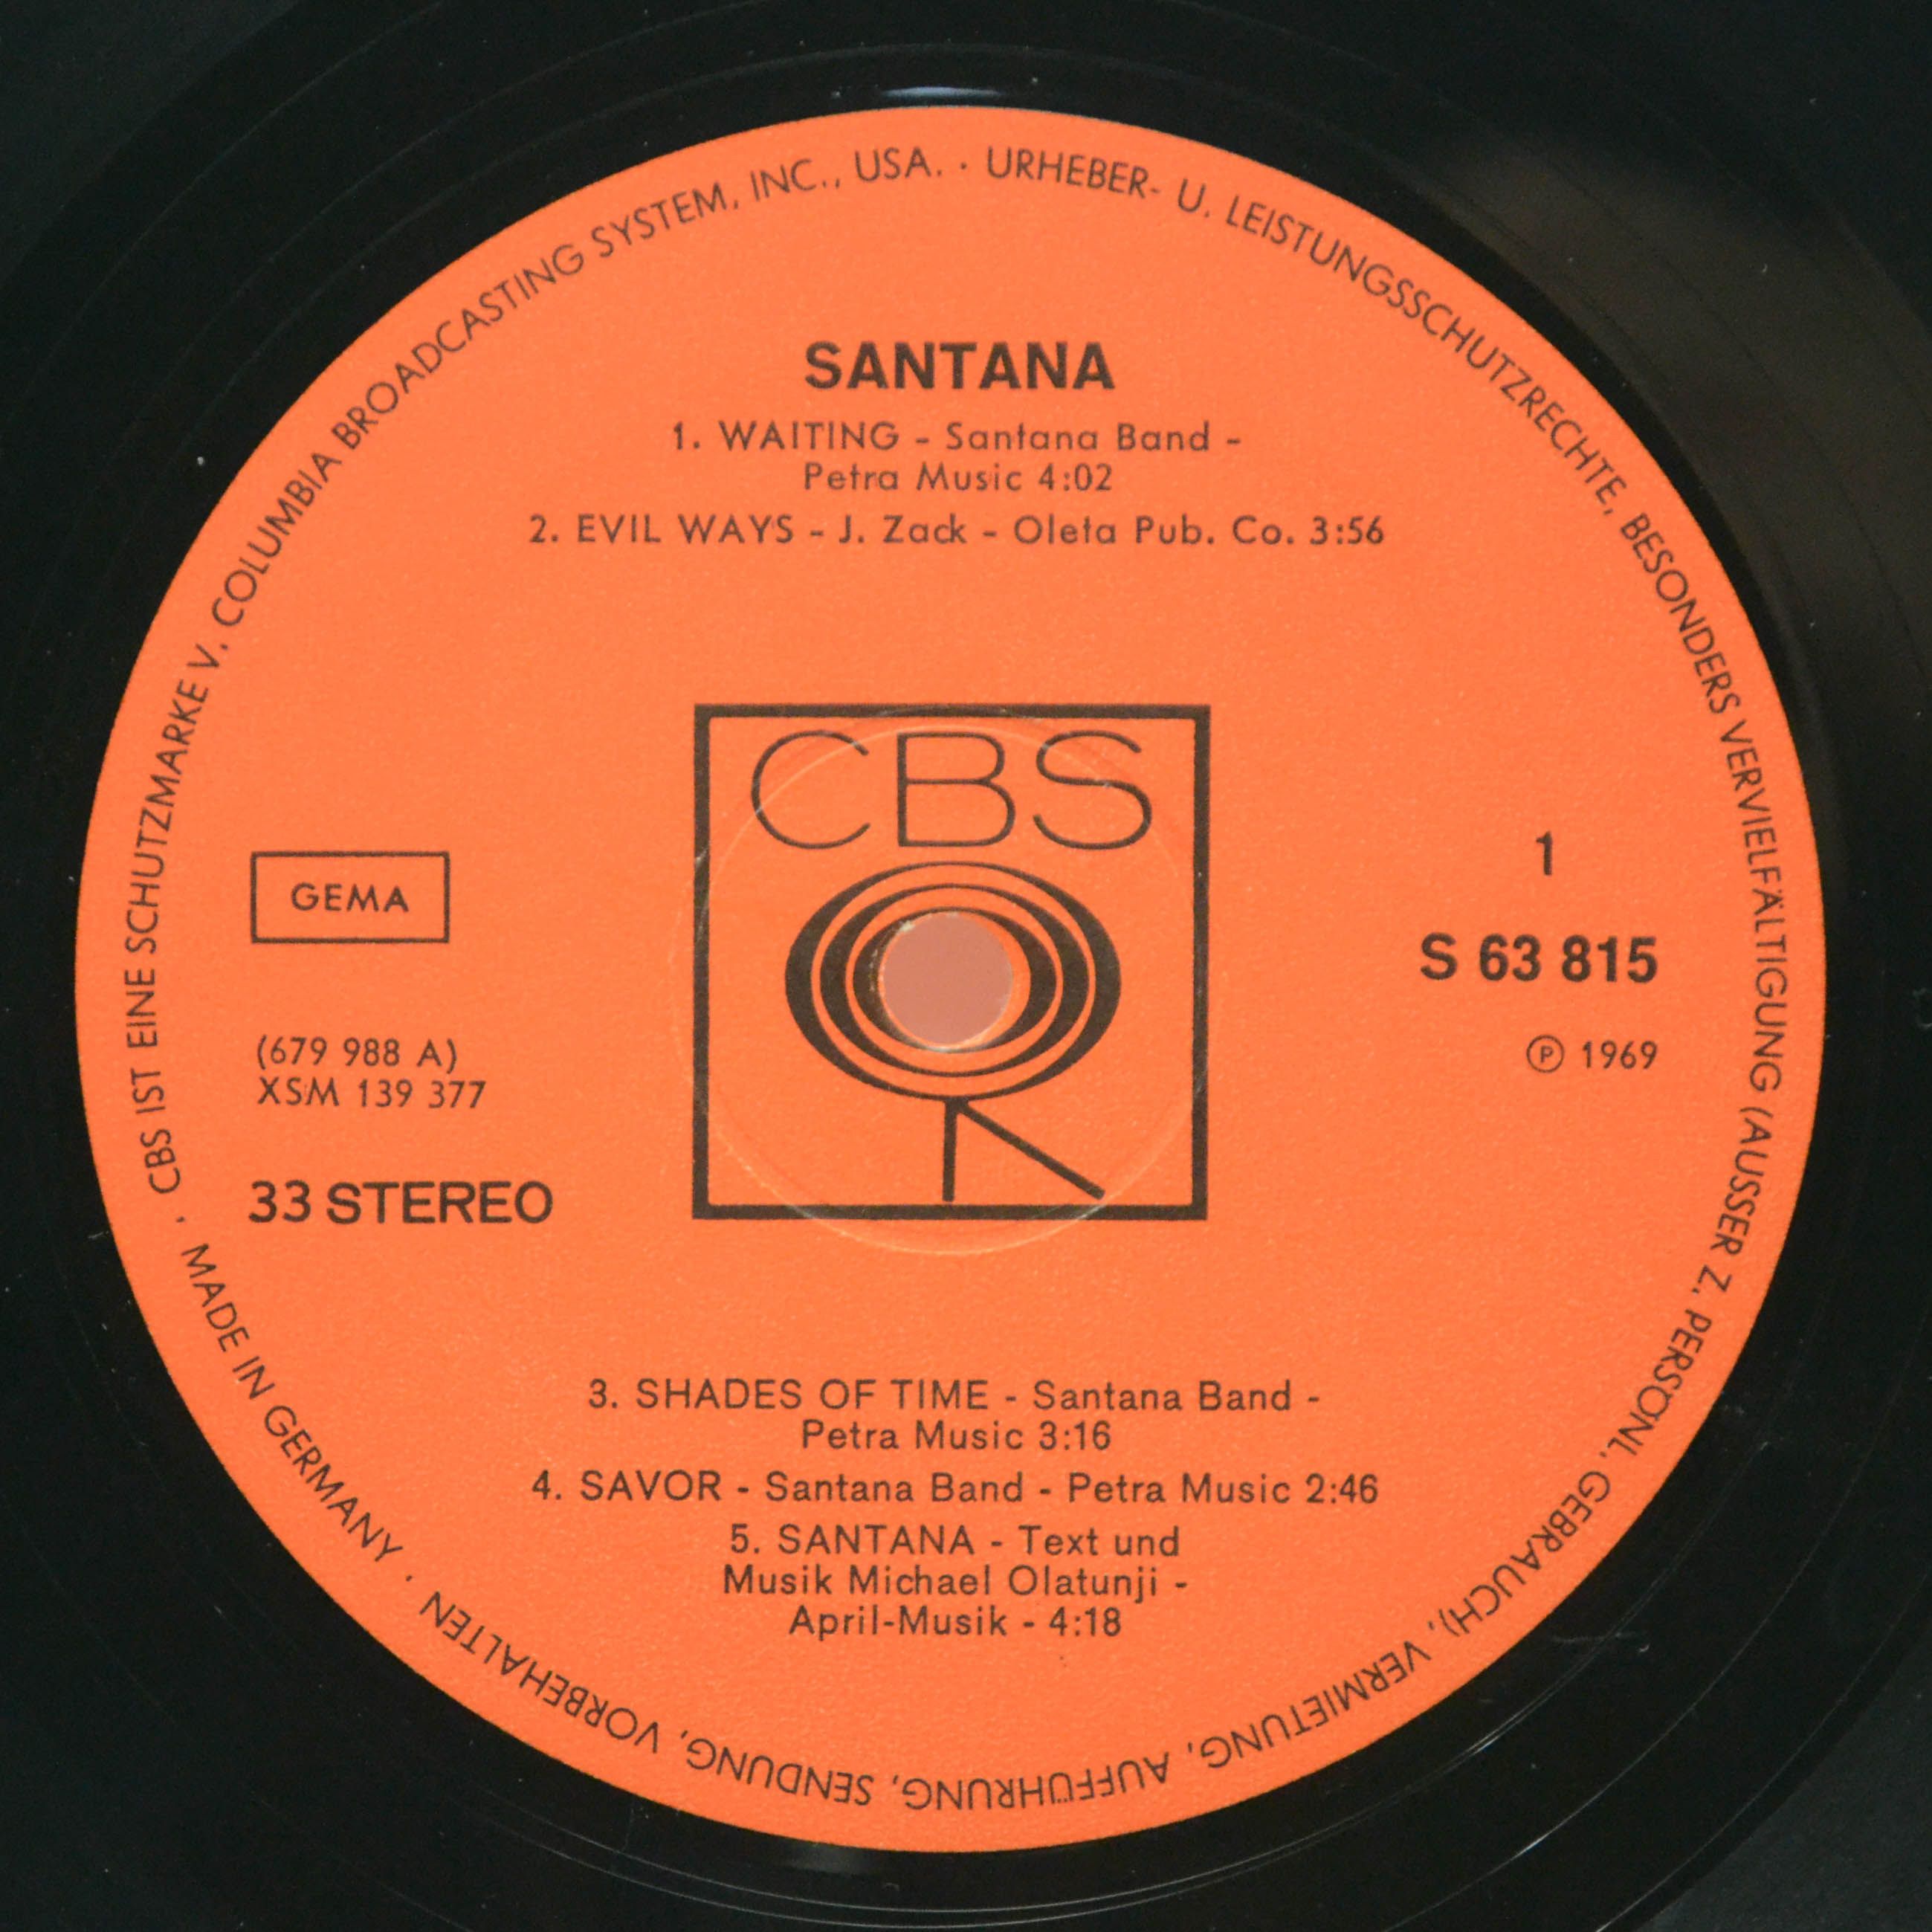 CBS IST EINE SCHUTZMARKE V. COLUMBIA BROADCASTING SYSTEM, INC., USA. · URHEBER- U. LEISTUNGSSCHUTZRECHTE, BESONDERS VERVIELFÄLTIGUNG (AUSSER Z. PERSÖNL. GEBRAUCH), VERMIETUNG, AUFFÜHRUNG, SENDUNG, VORBEHALTEN · MADE IN GERMANY ·
SANTANA
1. WAITING - Santana Band -
Petra Music 4:02
2. EVIL WAYS - J. Zack - Oleta Pub. Co. 3:56
CBS
GEMA
1
S 63 815
(679 988 A)
XSM 139 377
℗ 1969
33 STEREO
3. SHADES OF TIME - Santana Band -
Petra Music 3:16
4. SAVOR - Santana Band - Petra Music 2:46
5. SANTANA - Text und
Musik Michael Olatunji -
April-Musik - 4:18